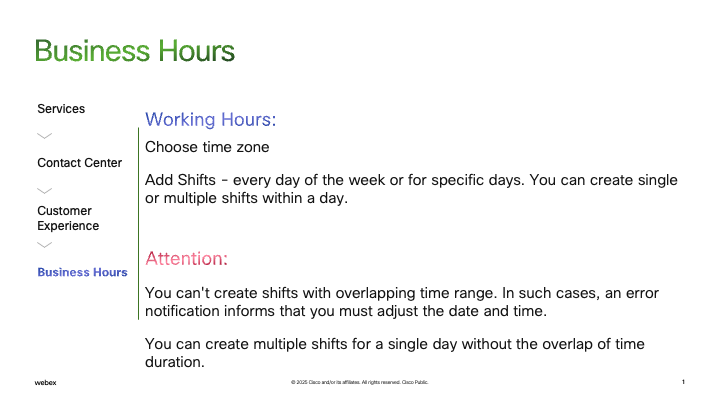 Business Hours
Services
Contact Center
Customer
Experience
Business Hours
Working Hours:
Choose time zone
Add Shifts - every day of the week or for specific days. You can create single
or multiple shifts within a day.
Attention:
You can't create shifts with overlapping time range. In such cases, an error
notification informs that you must adjust the date and time.
You can create multiple shifts for a single day without the overlap of time
duration.
webex
© 2025 Cisco and/or its affiliates. All rights reserved. Cisco Public.
1